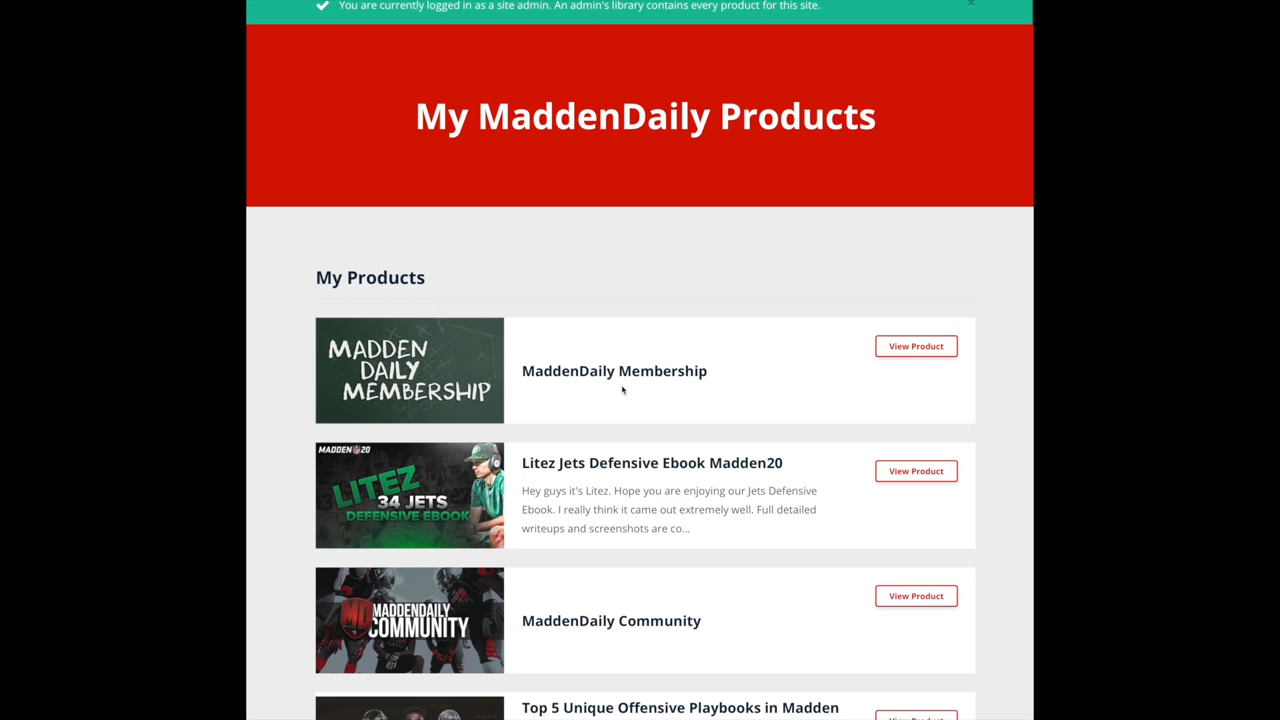 You are currently logged in as a site admin. An admin's library contains every product for this site.
×
My MaddenDaily Products
My Products
MADDEN
DAILY
MEMBERSHIP
MaddenDaily Membership
View Product
MADDEN NFL 20
LITEZ
34 JETS
DEFENSIVE EBOOK
Litez Jets Defensive Ebook Madden20
Hey guys it's Litez. Hope you are enjoying our Jets Defensive
Ebook. I really think it came out extremely well. Full detailed
writeups and screenshots are co...
View Product
MD
MADDENDAILY
COMMUNITY
MaddenDaily Community
View Product
Top 5 Unique Offensive Playbooks in Madden
View Product